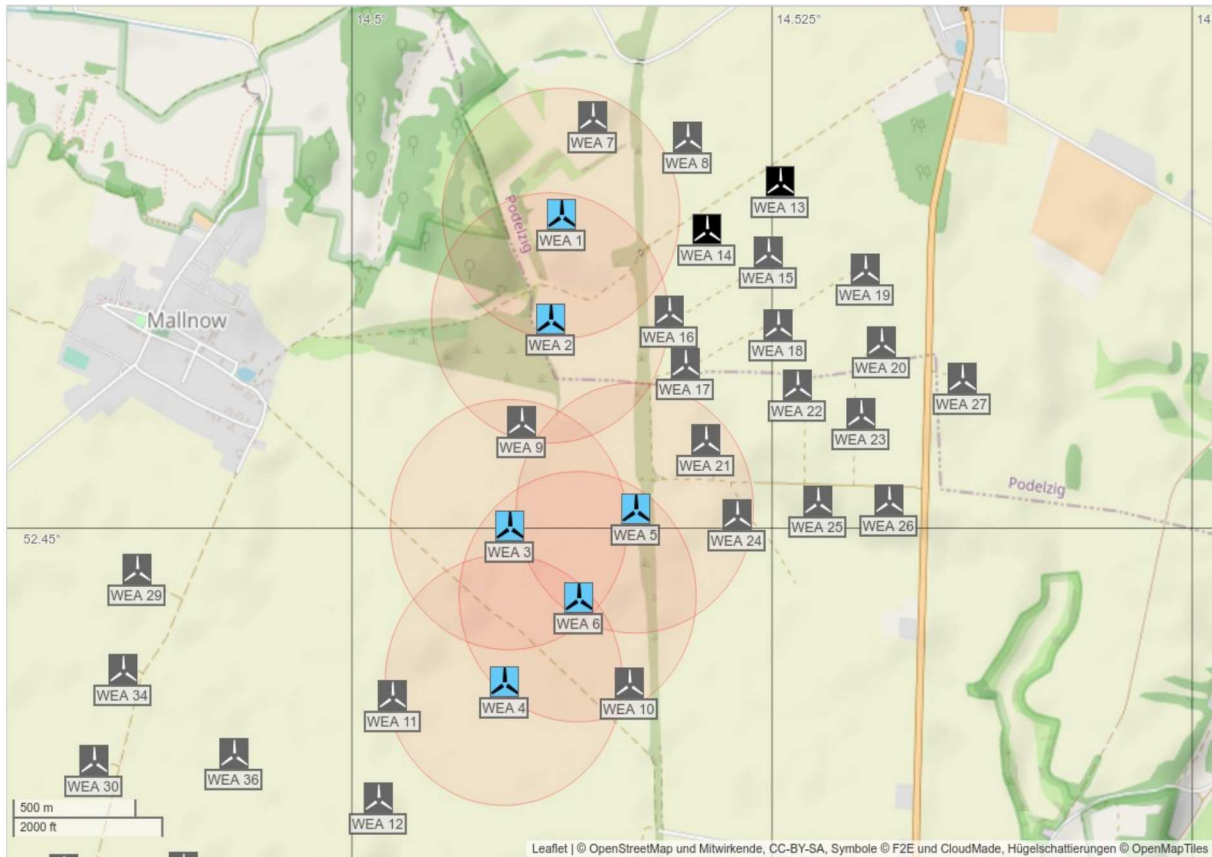 14.5°
14.525°
14.
WEA 7
WEA 8
WEA 13
Podelzig
WEA 1
WEA 14
WEA 15
WEA 19
Mallnow
WEA 2
WEA 16
WEA 18
WEA 20
WEA 17
WEA 22
WEA 27
WEA 9
WEA 21
WEA 23
Podelzig
WEA 5
WEA 24
WEA 25
WEA 26
52.45°
WEA 3
WEA 29
WEA 6
WEA 34
WEA 11
WEA 4
WEA 10
WEA 30
WEA 36
500 m
2000 ft
WEA 12
Leaflet | © OpenStreetMap und Mitwirkende, CC-BY-SA, Symbole © F2E und CloudMade, Hügelschattierungen © OpenMapTiles